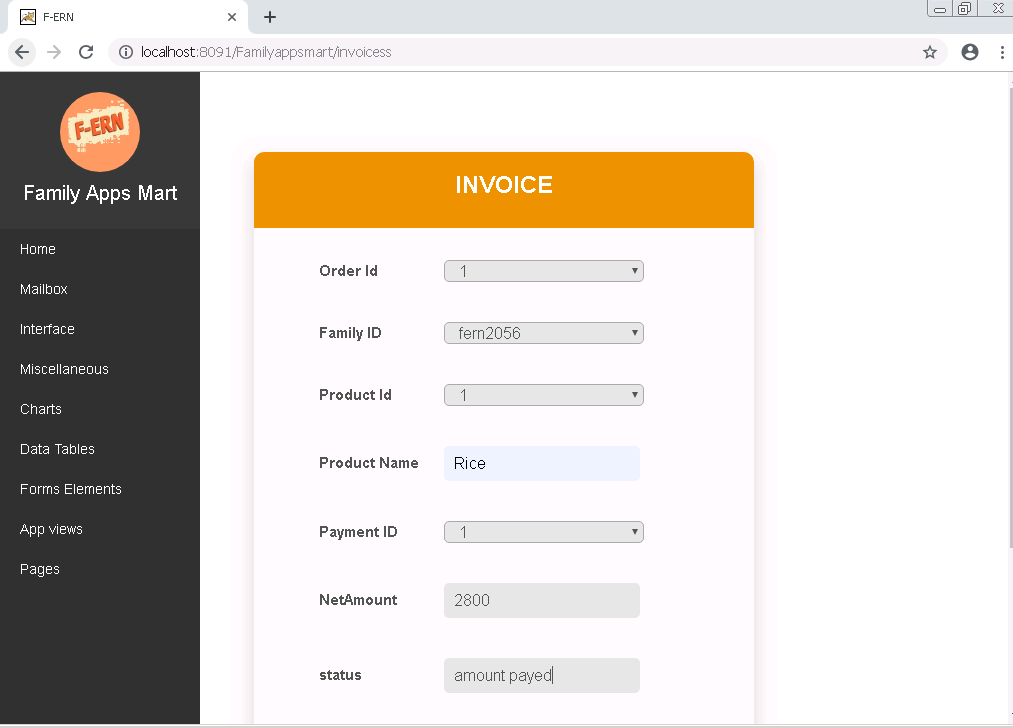 F-ERN
localhost:8091/Familyappsmart/invoicess
F-ERN
Family Apps Mart
Home
Mailbox
Interface
Miscellaneous
Charts
Data Tables
Forms Elements
App views
Pages
INVOICE
Order Id 1
Family ID fern2056
Product Id 1
Product Name Rice
Payment ID 1
NetAmount 2800
status amount payed